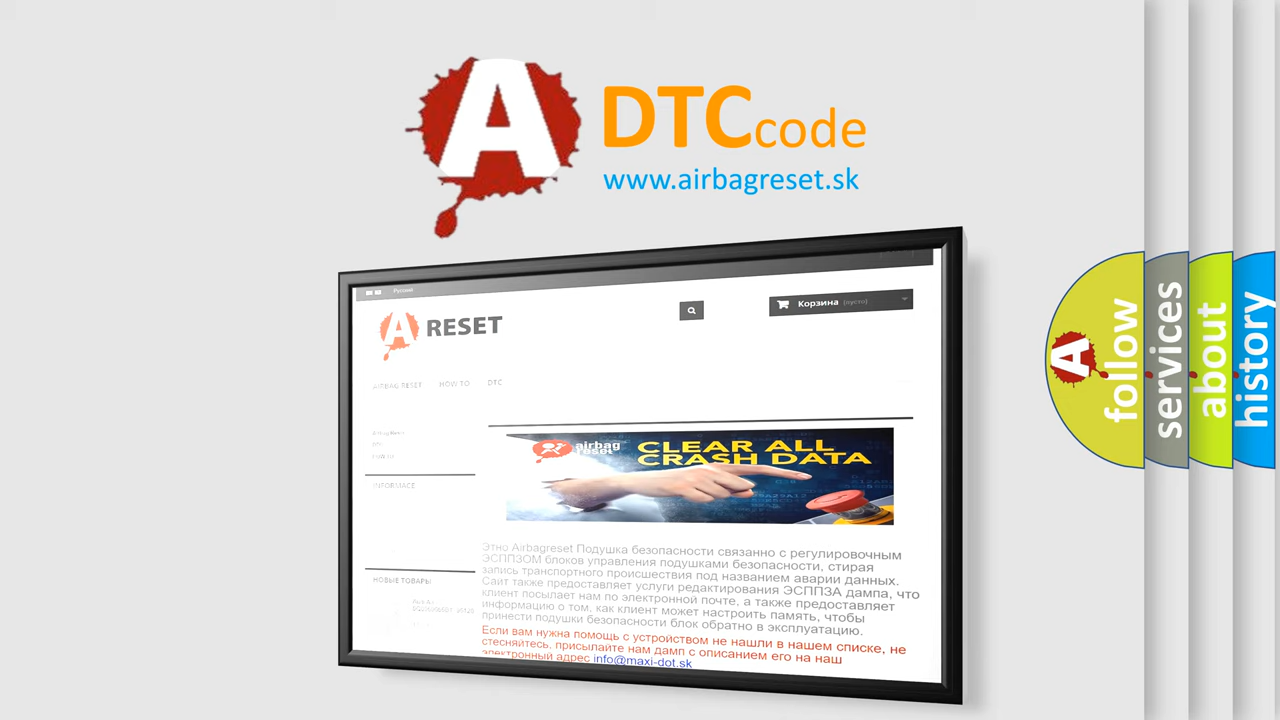 A
DTCcode
www.airbagreset.sk
Русский
Корзина (пусто)
A RESET
AIRBAG RESET HOW TO DTC
INFORMACE
airbag
reset
CLEAR ALL
CRASH DATA
Этно Airbagreset Подушка безопасности связанно с регулировочным
ЭСППЗОМ блоков управления подушками безопасности, стирая
запись транспортного происшествия под названием аварии данных.
Сайт также предоставляет услуги редактирования ЭСППЗА дампа, что
клиент посылает нам по электронной почте, а также предоставляет
информацию о том, как клиент может настроить память, чтобы
принести подушки безопасности блок обратно в эксплуатацию.
Если вам нужна помощь с устройством не нашли в нашем списке, не
стесняйтесь, присылайте нам дамп с описанием его на наш
электронный адрес info@maxi-dot.sk
НОВЫЕ ТОВАРЫ
A
follow
services
about
history